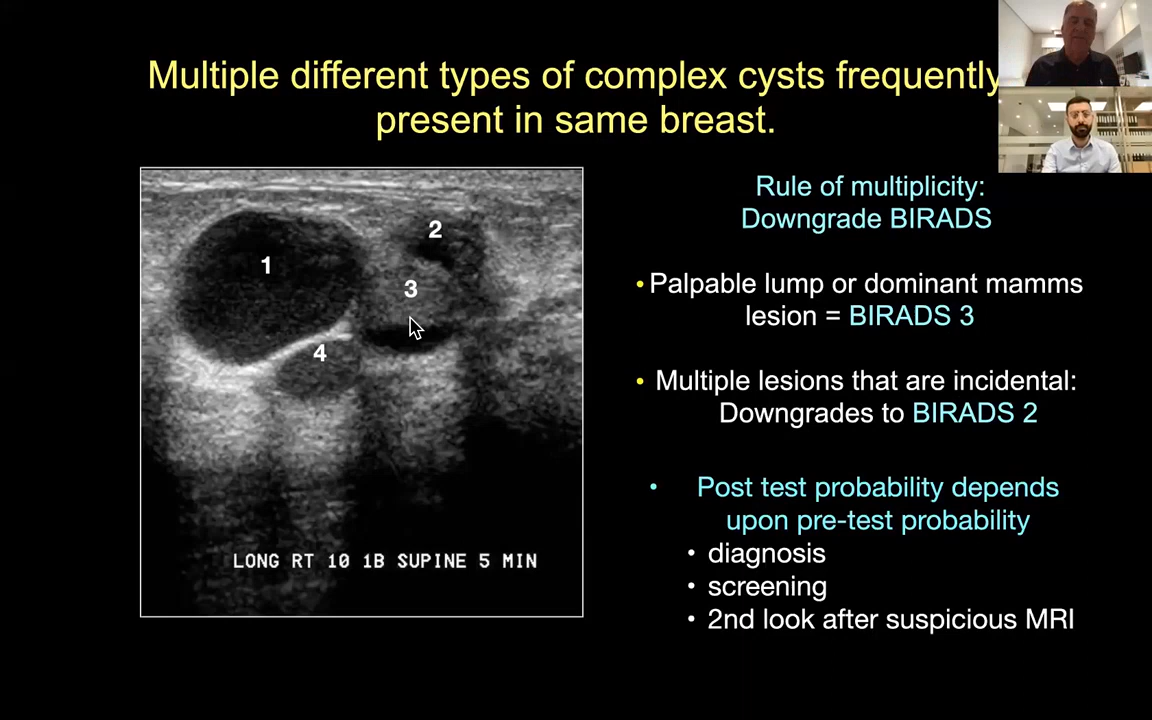 Multiple different types of complex cysts frequently
present in same breast.
1
2
3
4
LONG RT 10 1B SUPINE 5 MIN
Rule of multiplicity:
Downgrade BIRADS
• Palpable lump or dominant mamms
lesion = BIRADS 3
• Multiple lesions that are incidental:
Downgrades to BIRADS 2
• Post test probability depends
upon pre-test probability
• diagnosis
• screening
• 2nd look after suspicious MRI